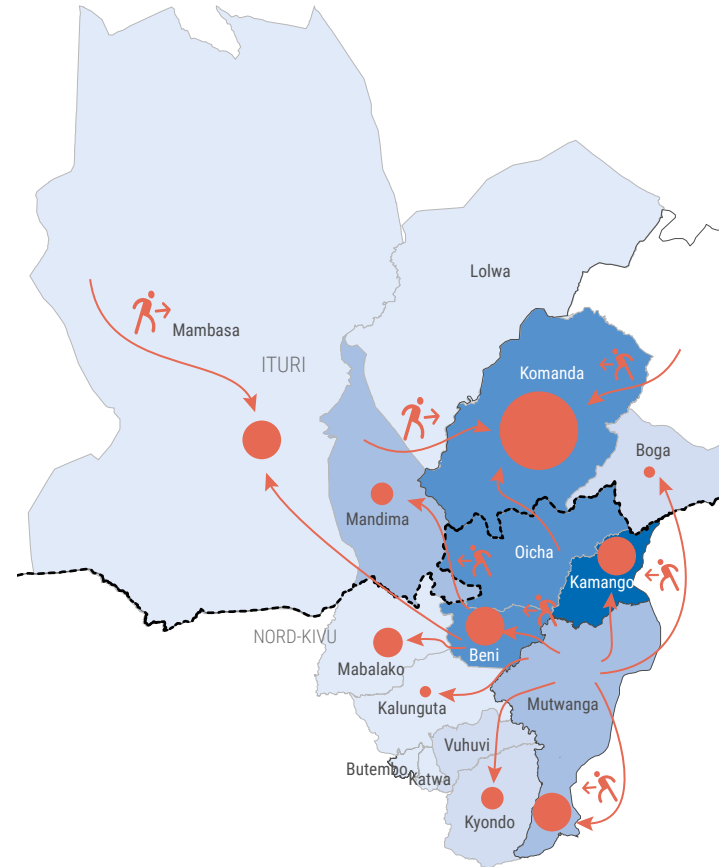 Lolwa
Mambasa
ITURI
Komanda
Boga
Mandima
Oicha
Kamango
NORD-KIVU
Beni
Mabalako
Kalunguta
Mutwanga
Vuhuvi
Butembo
Katwa
Kyondo